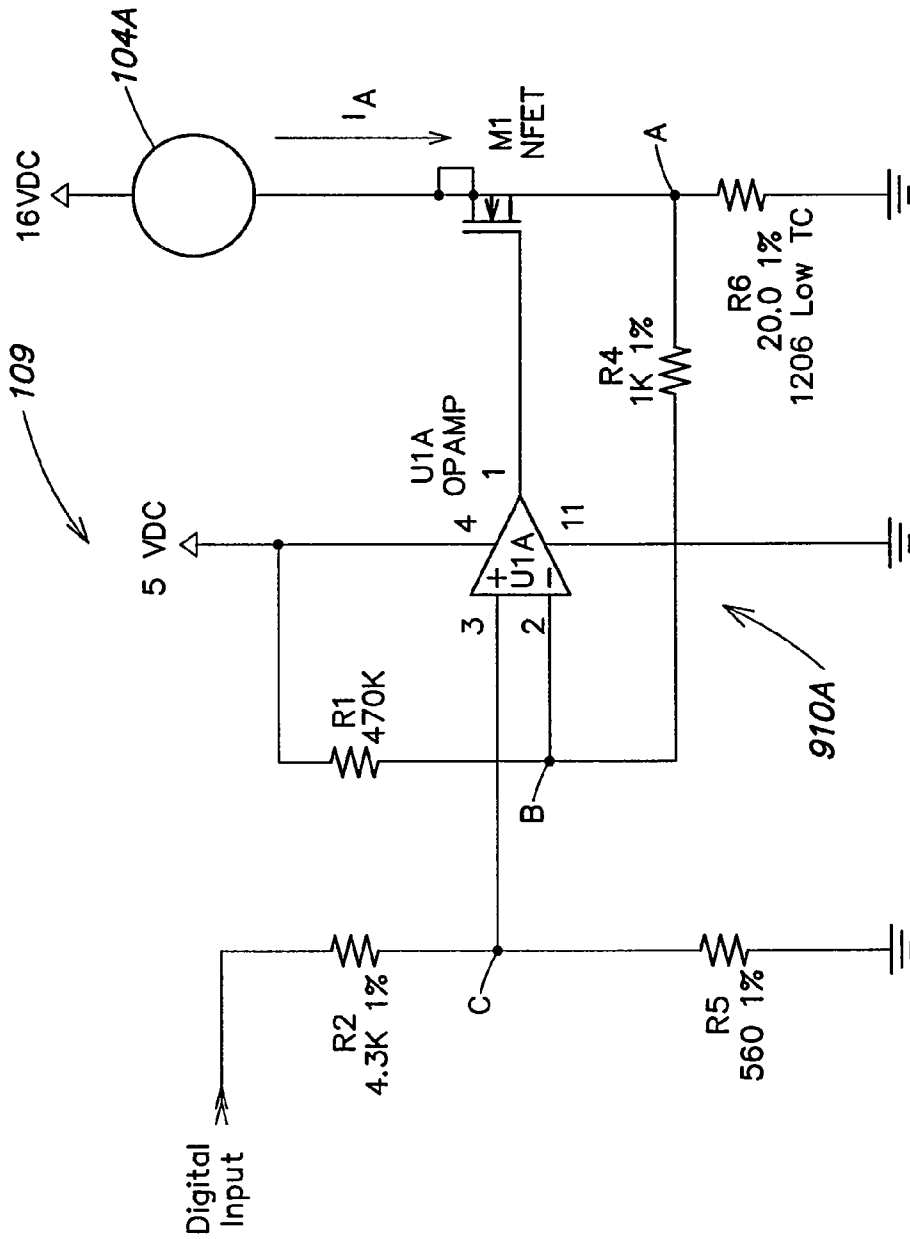 109
104A
16VDC
5 VDC
I A
M1
NFET
U1A
OPAMP
4
1
3
+
U1A
2
−
11
R1
470K
A
R4
1K 1%
R6
20.0 1%
1206 Low TC
B
910A
Digital
Input
R2
4.3K 1%
C
R5
560 1%